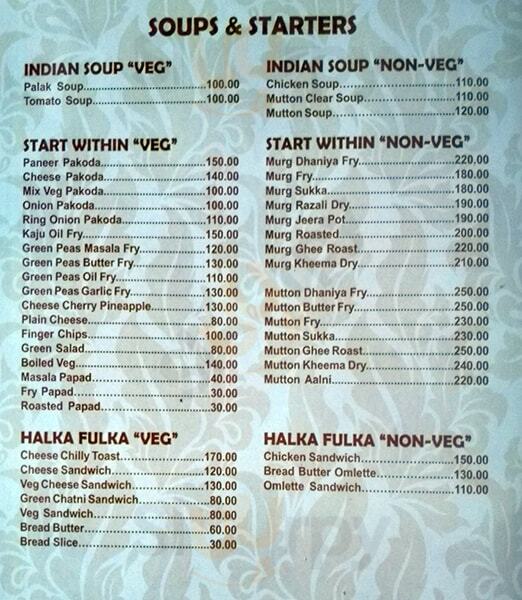 SOUPS & STARTERS
INDIAN SOUP “VEG”
Palak Soup....................................100.00
Tomato Soup................................100.00
START WITHIN “VEG”
Paneer Pakoda..............................150.00
Cheese Pakoda.............................140.00
Mix Veg Pakoda............................100.00
Onion Pakoda...............................100.00
Ring Onion Pakoda.......................110.00
Kaju Oil Fry...................................150.00
Green Peas Masala Fry.................120.00
Green Peas Butter Fry...................130.00
Green Peas Oil Fry........................110.00
Green Peas Garlic Fry...................130.00
Cheese Cherry Pineapple..............130.00
Plain Cheese.................................80.00
Finger Chips.................................100.00
Green Salad..................................80.00
Boiled Veg....................................140.00
Masala Papad...............................40.00
Fry Papad.....................................30.00
Roasted Papad.............................30.00
HALKA FULKA “VEG”
Cheese Chilly Toast.......................170.00
Cheese Sandwich..........................120.00
Veg Cheese Sandwich...................130.00
Green Chatni Sandwich.................80.00
Veg Sandwich...............................80.00
Bread Butter.................................60.00
Bread Slice...................................30.00
INDIAN SOUP “NON-VEG”
Chicken Soup................................110.00
Mutton Clear Soup........................110.00
Mutton Soup.................................120.00
START WITHIN “NON-VEG”
Murg Dhaniya Fry..........................220.00
Murg Fry.......................................180.00
Murg Sukka..................................180.00
Murg Razali Dry............................190.00
Murg Jeera Pot.............................190.00
Murg Roasted...............................200.00
Murg Ghee Roast..........................220.00
Murg Kheema Dry.........................210.00
Mutton Dhaniya Fry......................250.00
Mutton Butter Fry.........................250.00
Mutton Fry...................................230.00
Mutton Sukka...............................230.00
Mutton Ghee Roast.......................250.00
Mutton Kheema Dry......................240.00
Mutton Aalni.................................220.00
HALKA FULKA “NON-VEG”
Chicken Sandwich.........................150.00
Bread Butter Omlette....................130.00
Omlette Sandwich.........................110.00